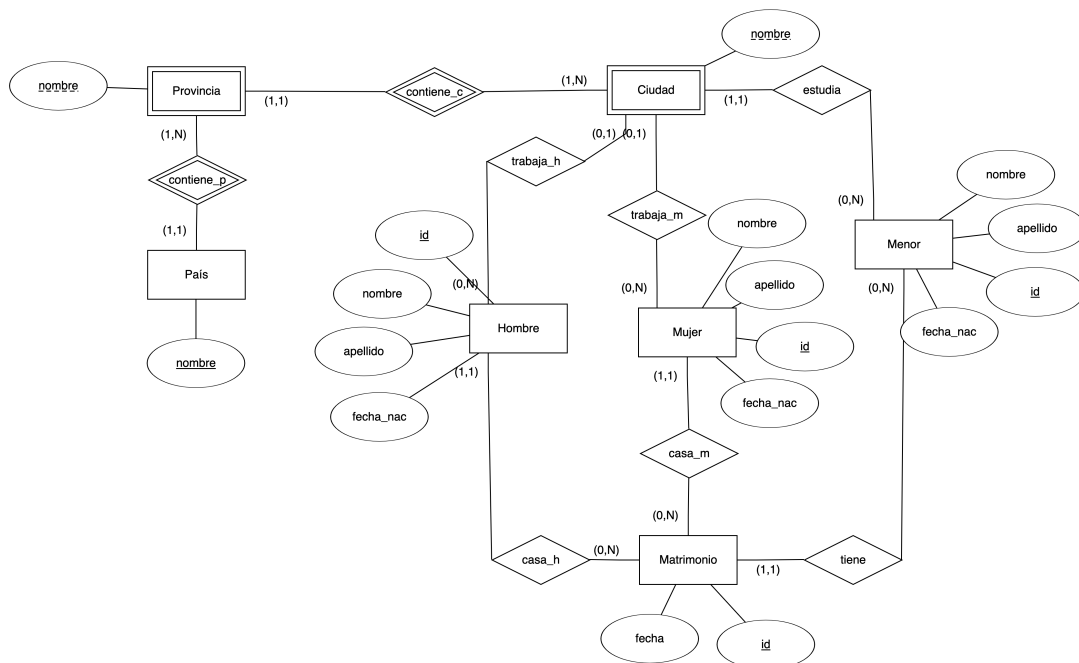 nombre
nombre
Provincia
contiene_c
Ciudad
estudia
(1,1)
(1,N)
(1,1)
(1,N)
(0,1)
(0,1)
trabaja_h
contiene_p
nombre
(0,N)
trabaja_m
nombre
apellido
(1,1)
id
Menor
País
apellido
(0,N)
(0,N)
(0,N)
id
nombre
Hombre
Mujer
fecha_nac
id
apellido
nombre
(1,1)
(1,1)
fecha_nac
fecha_nac
casa_m
(0,N)
(0,N)
casa_h
Matrimonio
tiene
(1,1)
fecha
id